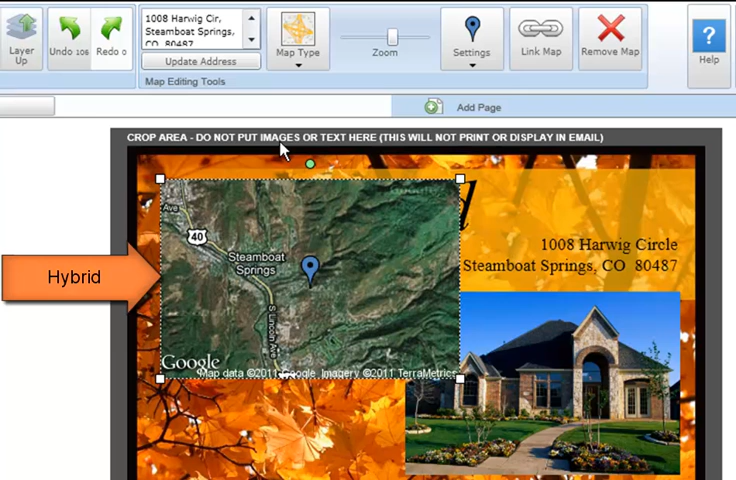 Layer
Up
Undo 106
Redo 0
1008 Harwig Cir,
Steamboat Springs,
CO 80487
Update Address
Map Type
Zoom
Settings
Link Map
Remove Map
?
Help
Map Editing Tools
Add Page
CROP AREA - DO NOT PUT IMAGES OR TEXT HERE (THIS WILL NOT PRINT OR DISPLAY IN EMAIL)
Ave
40
Steamboat
Springs
S Lincoln Ave
Google
Map data ©2011 Google, Imagery ©2011 TerraMetrics
d
1008 Harwig Circle
Steamboat Springs, CO 80487
Hybrid